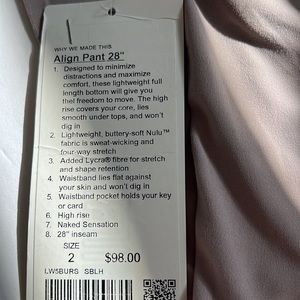 WHY WE MADE THIS
Align Pant 28"
1. Designed to minimize
distractions and maximize
comfort, these lightweight full
length bottom will give you
thet freedom to move. The high
rise covers your core, lies
smooth under tops, and won't
dig in
2. Lightweight, buttery-soft Nulu™
fabric is sweat-wicking and
four-way stretch
3. Added Lycra® fibre for stretch
and shape retention
4. Waistband lies flat against
your skin and won't dig in
5. Waistband pocket holds your key
or card
6. High rise
7. Naked Sensation
8. 28" inseam
SIZE
2 $98.00
LW5BURS SBLH